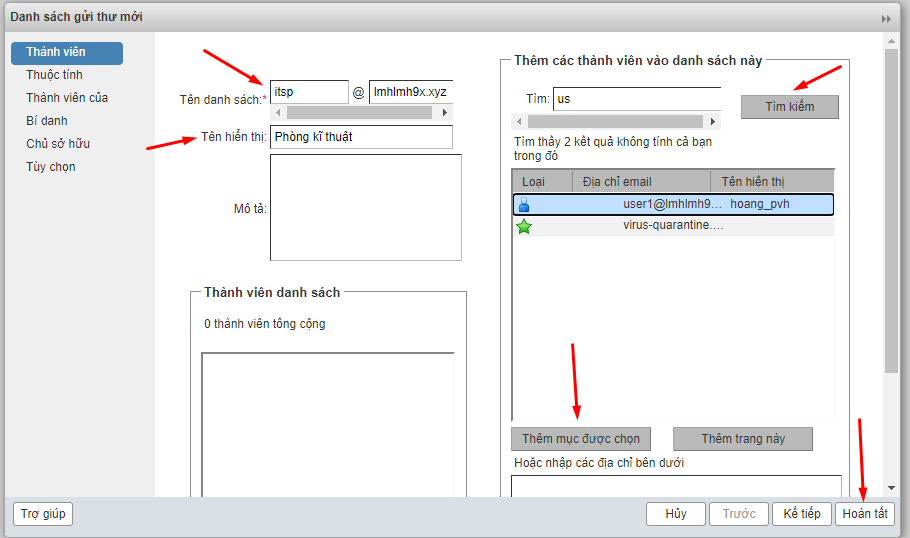 Danh sách gửi thư mới
Thành viên
Thuộc tính
Thành viên của
Bí danh
Chủ sở hữu
Tùy chọn
Tên danh sách:* itsp @ lmhlmh9x.xyz
Tên hiển thị: Phòng kĩ thuật
Mô tả:
Thành viên danh sách
0 thành viên tổng cộng
Thêm các thành viên vào danh sách này
Tìm: us
Tìm kiếm
Tìm thấy 2 kết quả không tính cả bạn
trong đó
Loại Địa chỉ email Tên hiển thị
user1@lmhlmh9... hoang_pvh
virus-quarantine....
Thêm mục được chọn Thêm trang này
Hoặc nhập các địa chỉ bên dưới
Trợ giúp Hủy Trước Kế tiếp Hoàn tất